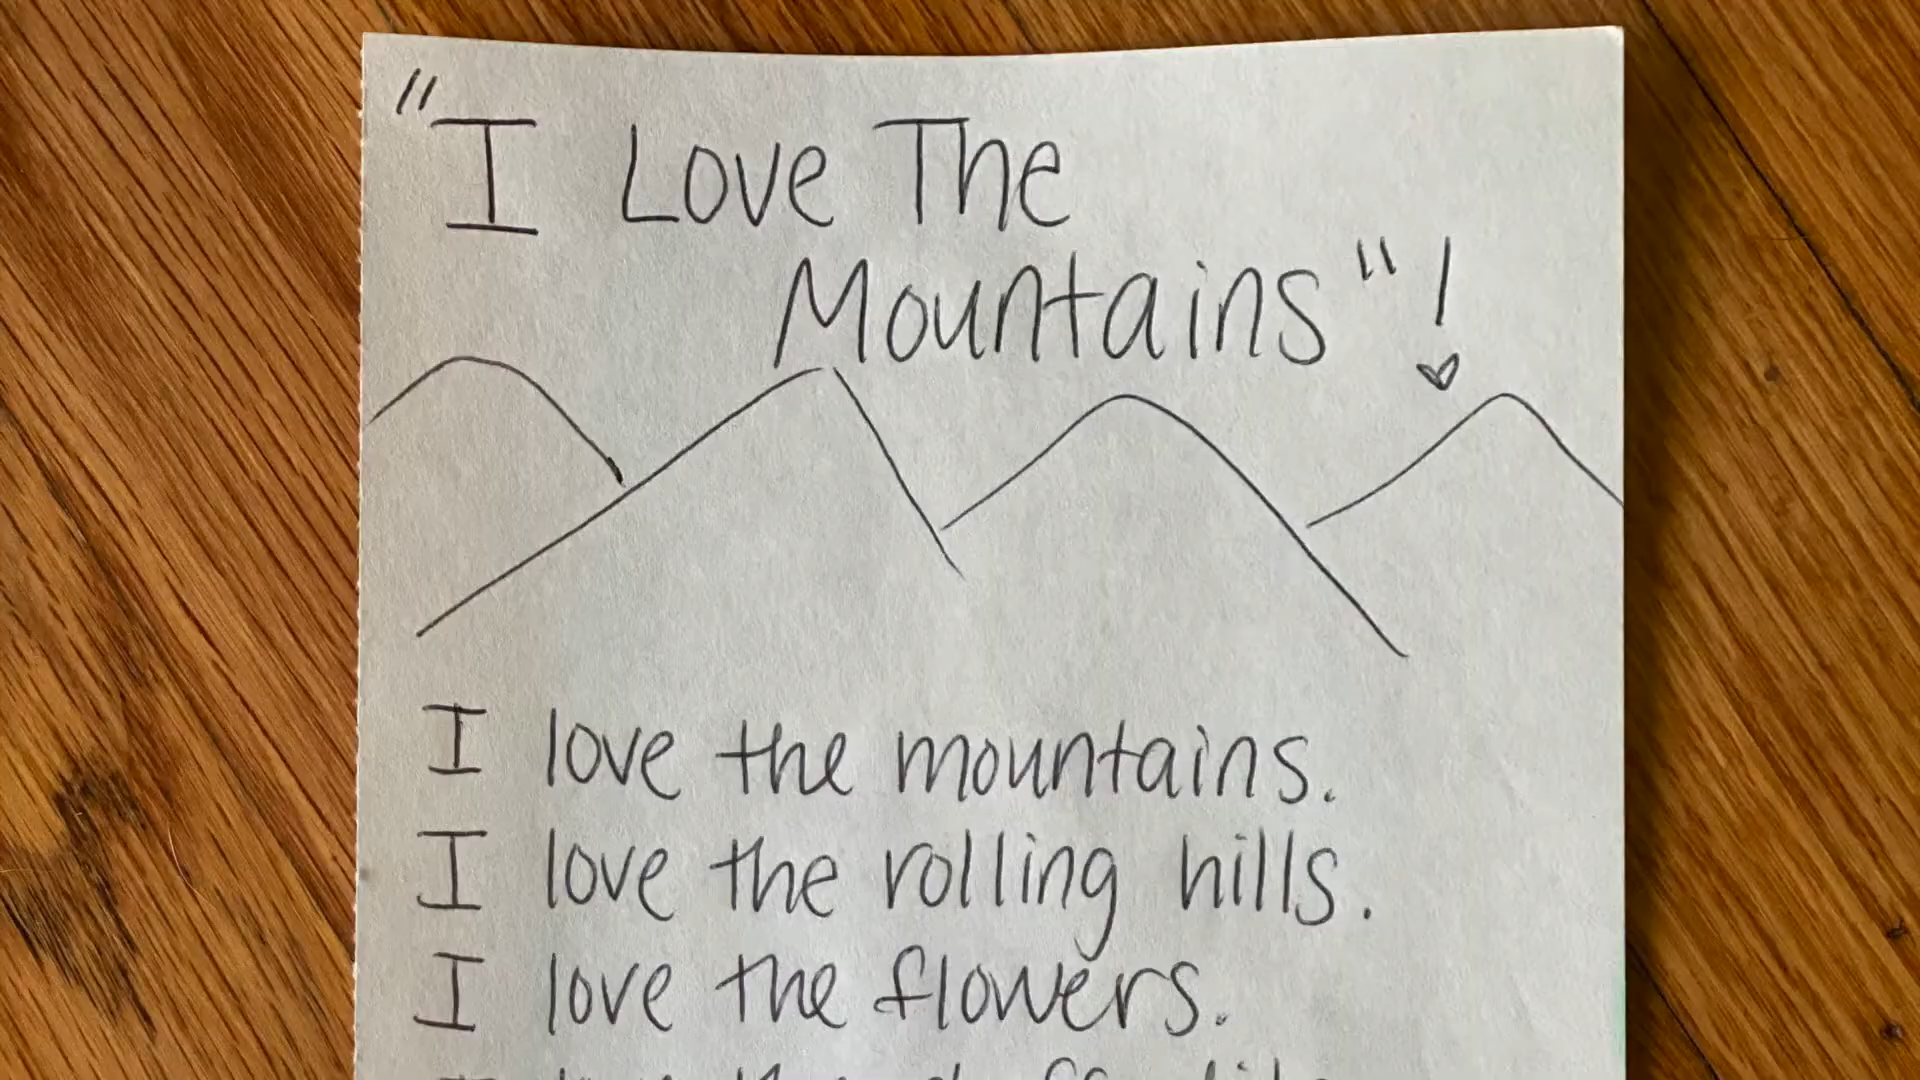 "I Love The
Mountains"!
I love the mountains.
I love the rolling hills.
I love the flowers.